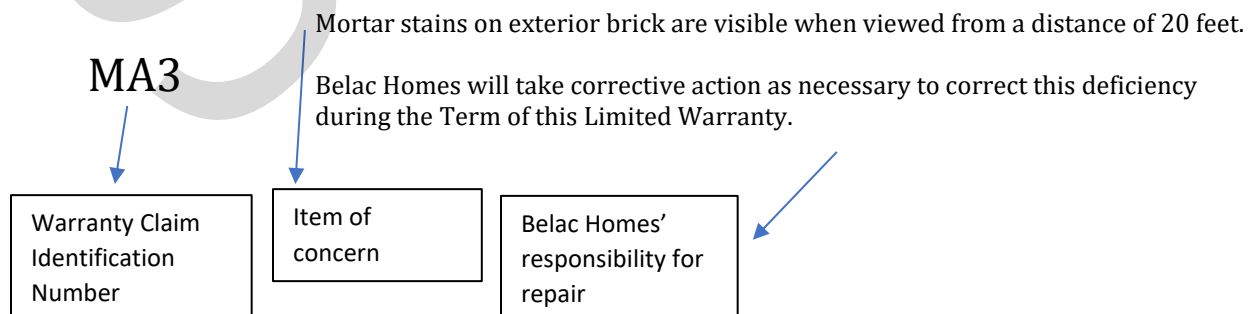 Mortar stains on exterior brick are visible when viewed from a distance of 20 feet.
MA3
Belac Homes will take corrective action as necessary to correct this deficiency
during the Term of this Limited Warranty.
Warranty Claim
Identification
Number
Item of
concern
Belac Homes’
responsibility for
repair